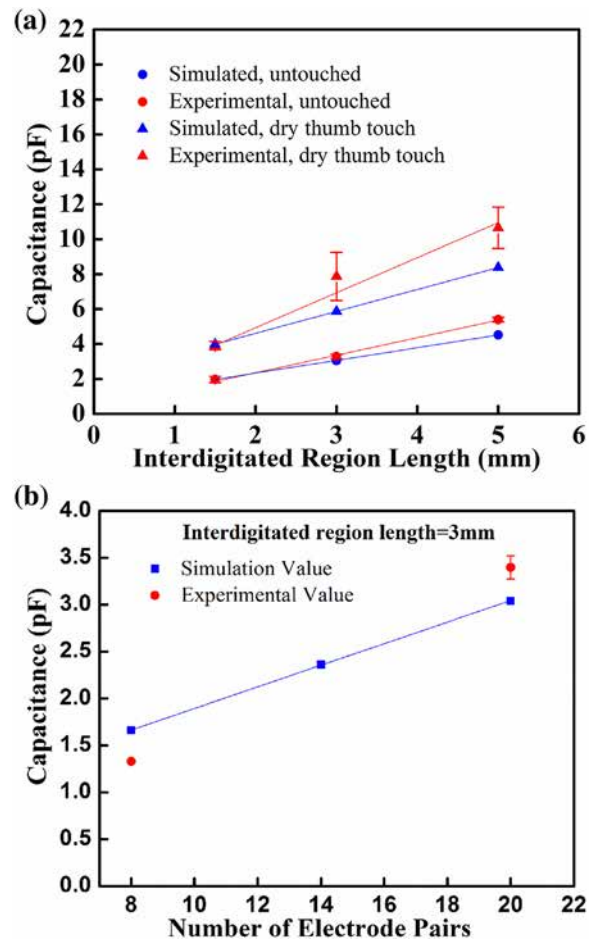 (a)
22
20
18
16
14
12
10
8
6
4
2
0
Capacitance (pF)
Simulated, untouched
Experimental, untouched
Simulated, dry thumb touch
Experimental, dry thumb touch
0 1 2 3 4 5 6
Interdigitated Region Length (mm)
(b)
4.0
3.5
3.0
2.5
2.0
1.5
1.0
0.5
0.0
Capacitance (pF)
Interdigitated region length=3mm
Simulation Value
Experimental Value
8 10 12 14 16 18 20 22
Number of Electrode Pairs